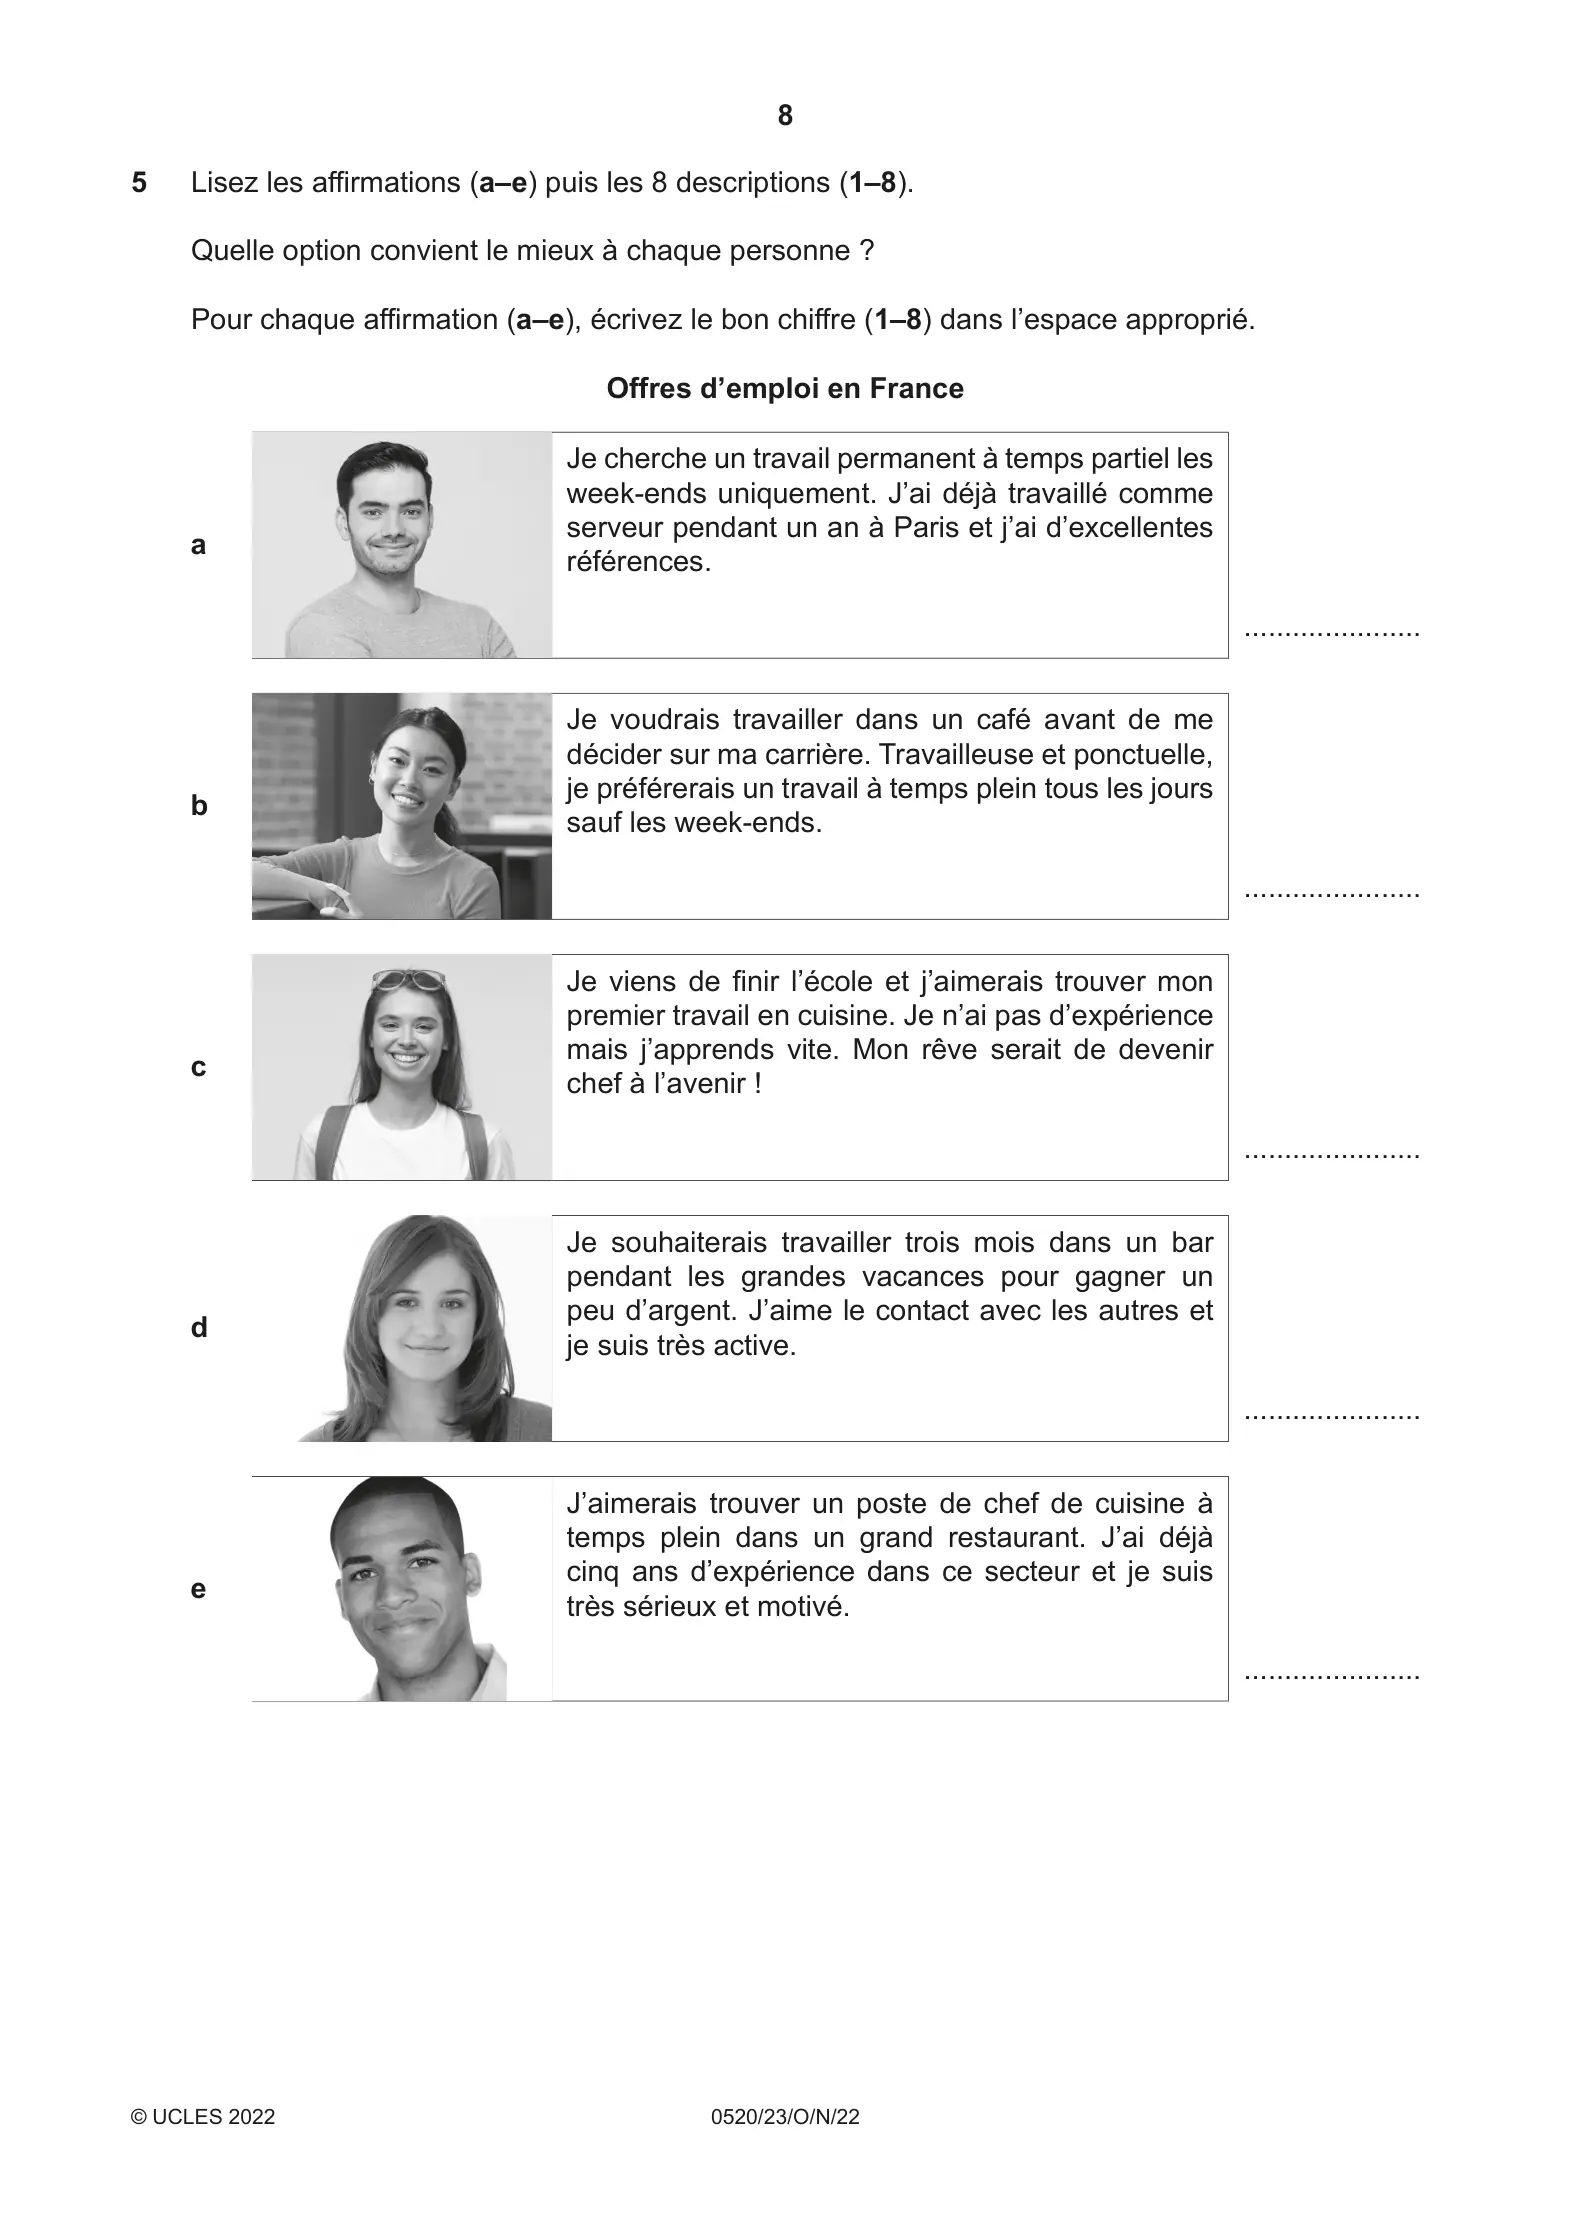 8
5 Lisez les affirmations (a–e) puis les 8 descriptions (1–8).
Quelle option convient le mieux à chaque personne ?
Pour chaque affirmation (a–e), écrivez le bon chiffre (1–8) dans l’espace approprié.
Offres d’emploi en France
a
Je cherche un travail permanent à temps partiel les
week-ends uniquement. J’ai déjà travaillé comme
serveur pendant un an à Paris et j’ai d’excellentes
références.
......................
b
Je voudrais travailler dans un café avant de me
décider sur ma carrière. Travailleuse et ponctuelle,
je préférerais un travail à temps plein tous les jours
sauf les week-ends.
......................
c
Je viens de finir l’école et j’aimerais trouver mon
premier travail en cuisine. Je n’ai pas d’expérience
mais j’apprends vite. Mon rêve serait de devenir
chef à l’avenir !
......................
d
Je souhaiterais travailler trois mois dans un bar
pendant les grandes vacances pour gagner un
peu d’argent. J’aime le contact avec les autres et
je suis très active.
......................
e
J’aimerais trouver un poste de chef de cuisine à
temps plein dans un grand restaurant. J’ai déjà
cinq ans d’expérience dans ce secteur et je suis
très sérieux et motivé.
......................
© UCLES 2022 0520/23/O/N/22